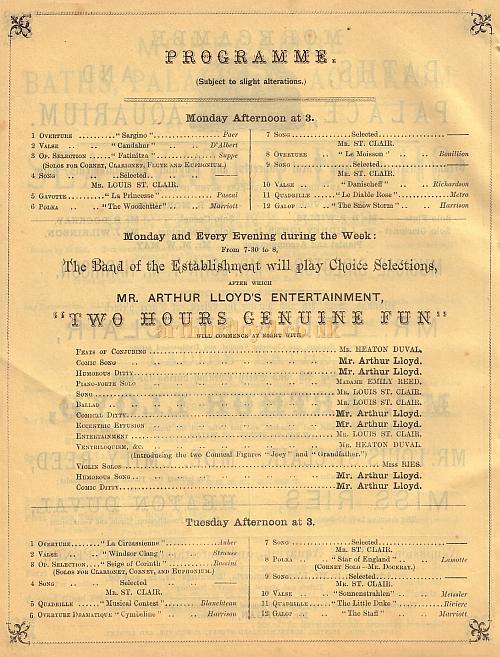 PROGRAMME.
(Subject to slight alterations.)
Monday Afternoon at 3.
1 Overture .. .. .. "Sargino" .. .. .. Paer
2 Valse .. .. .. "Candahar" .. .. D'Albert
3 Op. Selection .. .. "Fatinitza" .. .. Suppe
(Solos for Cornet, Clarionet, Flute and Euphonium.)
4 Song .. .. .. Selected .. .. ..
Mr. LOUIS ST. CLAIR.
5 Gavotte .. .. "La Princesse" .. .. Pascal
6 Polka .. .. "The Woodcutter" .. .. Marriott
7 Song .. .. .. Selected .. .. ..
Mr. ST. CLAIR.
8 Overture .. .. "Le Moisson" .. .. Bouillion
9 Song .. .. .. Selected .. .. ..
Mr. ST. CLAIR.
10 Valse .. .. "Danischeff" .. .. Richardson
11 Quadrille .. .. "Le Diable Rose" .. .. Metra
12 Galop .. .. "The Snow Storm" .. .. Harrison
Monday and Every Evening during the Week:
From 7-30 to 8,
The Band of the Establishment will play Choice Selections,
AFTER WHICH
MR. ARTHUR LLOYD'S ENTERTAINMENT,
"TWO HOURS GENUINE FUN"
WILL COMMENCE AT EIGHT WITH
Feats of Conjuring .. .. .. Mr. HEATON DUVAL.
Comic Song .. .. .. Mr. Arthur Lloyd.
Humorous Ditty .. .. .. Mr. Arthur Lloyd.
Piano-forte Solo .. .. .. Madame EMILY REED.
Song .. .. .. Mr. LOUIS ST. CLAIR.
Ballad .. .. .. Mr. LOUIS ST. CLAIR.
Comical Ditty .. .. .. Mr. Arthur Lloyd.
Eccentric Effusion .. .. .. Mr. Arthur Lloyd.
Entertainment .. .. .. Mr. LOUIS ST. CLAIR.
Ventriloquism, &c. .. .. .. Mr. HEATON DUVAL.
(Introducing the two Comical Figures "Joey" and "Grandfather.")
Violin Solos .. .. .. Miss RIES.
Humorous Song .. .. .. Mr. Arthur Lloyd.
Comic Ditty .. .. .. Mr. Arthur Lloyd.
Tuesday Afternoon at 3.
1 Overture .. .. "La Circassienne" .. .. Auber
2 Valse .. .. "Windsor Clang" .. .. Strauss
3 Op. Selection .. .. "Seige of Corinth" .. .. Rossini
(Solos for Clarionet, Cornet, and Euphonium.)
4 Song .. .. .. Selected .. .. ..
Mr. ST. CLAIR.
5 Quadrille .. .. "Musical Contest" .. .. Blancheteau
6 Overture Dramatique "Cymbeline" .. .. Harrison
7 Song .. .. .. Selected .. .. ..
Mr. ST. CLAIR.
8 Polka .. .. "Star of England" .. .. Lamotte
(Cornet Solo—Mr. Dockray.)
9 Song .. .. .. Selected .. .. ..
Mr. ST. CLAIR.
10 Valse .. .. "Sonnenstrahlen" .. .. Meissler
11 Quadrille .. .. "The Little Duke" .. .. Riviere
12 Galop .. .. "The Staff" .. .. Marriott